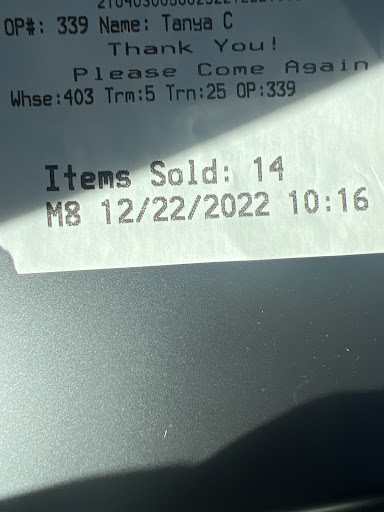 OP#: 339 Name: Tanya C
Thank You!
Please Come Again
Whse:403 Trm:5 Trn:25 OP:339
Items Sold: 14
M8 12/22/2022 10:16